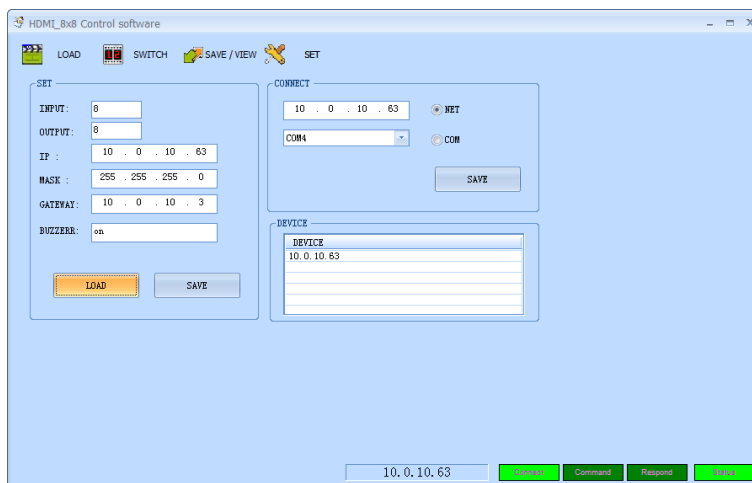 HDMI_8x8 Control software
LOAD SWITCH SAVE / VIEW SET
SET
INPUT: 8
OUTPUT: 8
IP : 10 . 0 . 10 . 63
MASK : 255 . 255 . 255 . 0
GATEWAY: 10 . 0 . 10 . 3
BUZZERR: on
LOAD SAVE
CONNECT
10 . 0 . 10 . 63 NET
COM4 COM
SAVE
DEVICE
DEVICE
10.0.10.63
10.0.10.63 Connect Command Respond Status